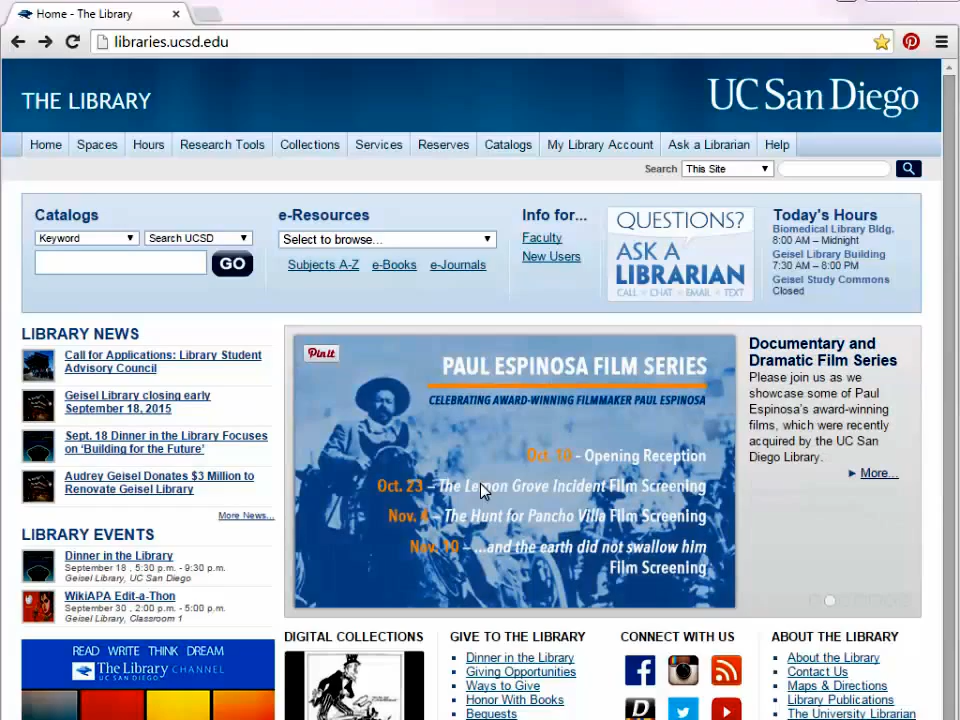 Home - The Library
libraries.ucsd.edu
THE LIBRARY
UC San Diego
Home Spaces Hours Research Tools Collections Services Reserves Catalogs My Library Account Ask a Librarian Help
Search This Site
Catalogs
Keyword Search UCSD
GO
e-Resources
Select to browse...
Subjects A-Z e-Books e-Journals
Info for...
Faculty
New Users
QUESTIONS?
ASK A
LIBRARIAN
CALL • CHAT • EMAIL • TEXT
Today's Hours
Biomedical Library Bldg.
8:00 AM – Midnight
Geisel Library Building
7:30 AM – 8:00 PM
Geisel Study Commons
Closed
LIBRARY NEWS
Call for Applications: Library Student
Advisory Council
Geisel Library closing early
September 18, 2015
Sept. 18 Dinner in the Library Focuses
on ‘Building for the Future’
Audrey Geisel Donates $3 Million to
Renovate Geisel Library
More News...
LIBRARY EVENTS
Dinner in the Library
September 18 , 5:30 p.m. - 9:30 p.m.
Geisel Library, UC San Diego
WikiAPA Edit-a-Thon
September 30 , 2:00 p.m. - 5:00 p.m.
Geisel Library, Classroom 1
READ WRITE THINK DREAM
The Library CHANNEL
UC SAN DIEGO
Pin it
PAUL ESPINOSA FILM SERIES
CELEBRATING AWARD-WINNING FILMMAKER PAUL ESPINOSA
Oct. 10 - Opening Reception
Oct. 23 – The Lemon Grove Incident Film Screening
Nov. 4 – The Hunt for Pancho Villa Film Screening
Nov. 10 – ...and the earth did not swallow him
Film Screening
Documentary and
Dramatic Film Series
Please join us as we
showcase some of Paul
Espinosa's award-winning
films, which were recently
acquired by the UC San
Diego Library.
More...
DIGITAL COLLECTIONS
GIVE TO THE LIBRARY
Dinner in the Library
Giving Opportunities
Ways to Give
Honor With Books
Bequests
CONNECT WITH US
ABOUT THE LIBRARY
About the Library
Contact Us
Maps & Directions
Library Publications
The University Librarian